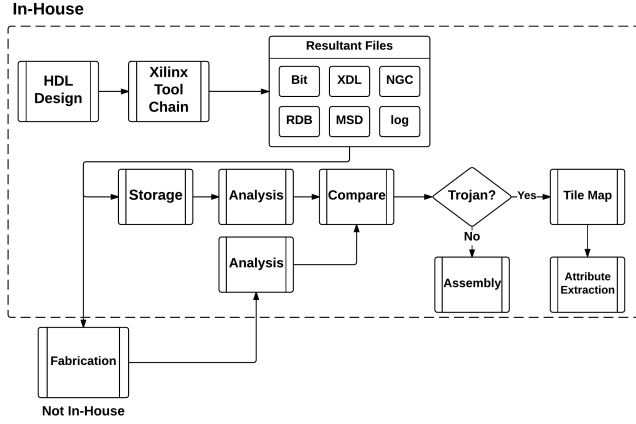 In-House
HDL
Design
Xilinx
Tool
Chain
Resultant Files
Bit
XDL
NGC
RDB
MSD
log
Storage
Analysis
Compare
Trojan?
Yes
Tile Map
No
Analysis
Assembly
Attribute
Extraction
Fabrication
Not In-House